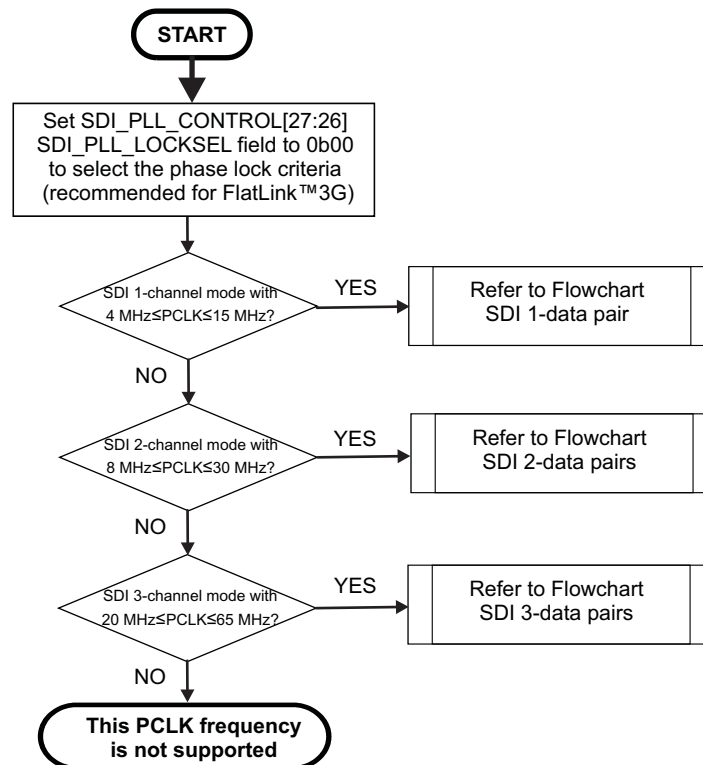 START
Set SDI_PLL_CONTROL[27:26]
SDI_PLL_LOCKSEL field to 0b00
to select the phase lock criteria
(recommended for FlatLink™3G)
SDI 1-channel mode with
4 MHz≤PCLK≤15 MHz?
YES
Refer to Flowchart
SDI 1-data pair
NO
SDI 2-channel mode with
8 MHz≤PCLK≤30 MHz?
YES
Refer to Flowchart
SDI 2-data pairs
NO
SDI 3-channel mode with
20 MHz≤PCLK≤65 MHz?
YES
Refer to Flowchart
SDI 3-data pairs
NO
This PCLK frequency
is not supported